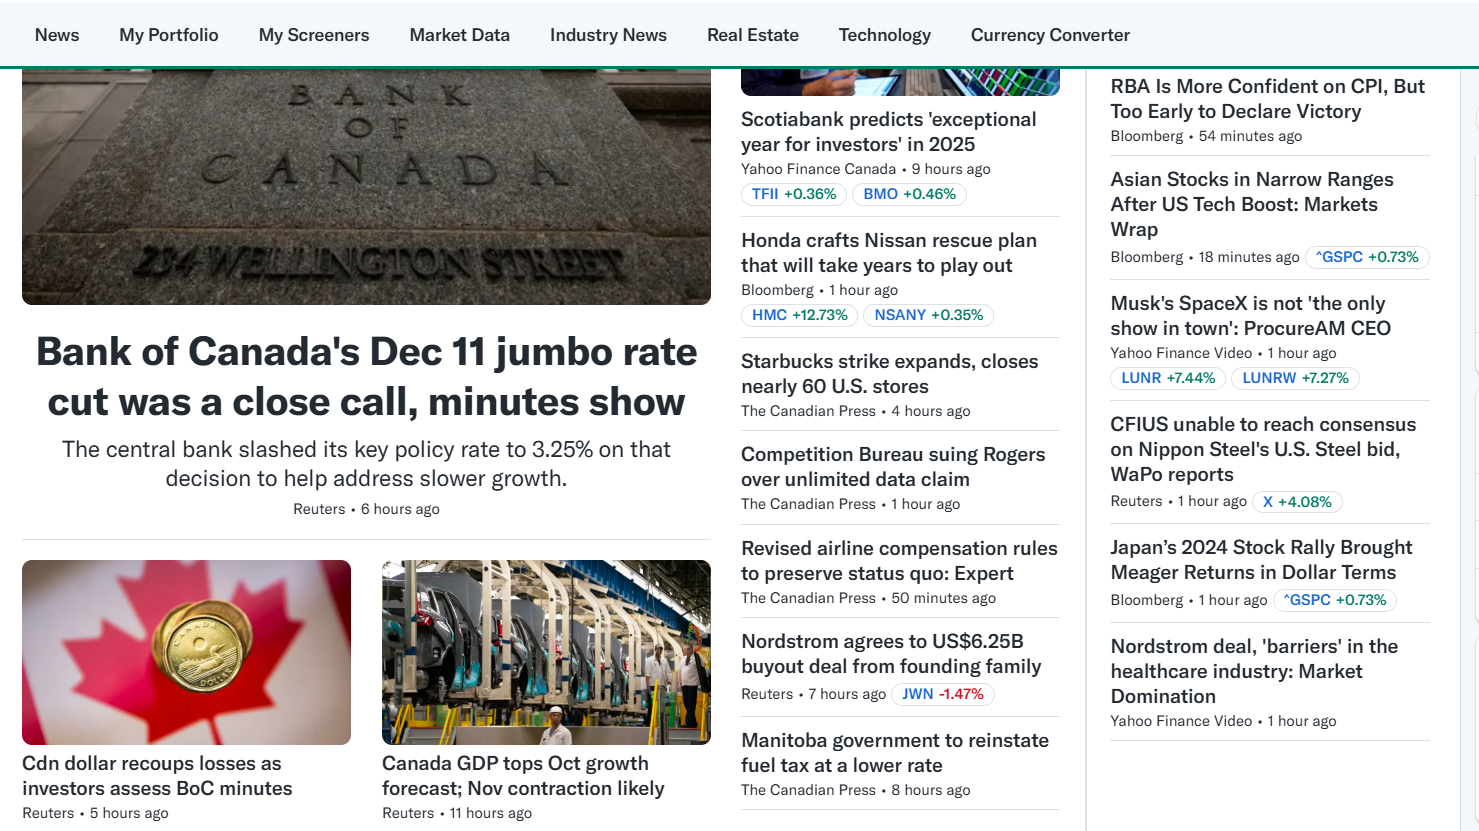 News
My Portfolio
My Screeners
Market Data
Industry News
Real Estate
Technology
Currency Converter
BANK
OF
CANADA
234 WELLINGTON STREET
Bank of Canada's Dec 11 jumbo rate
cut was a close call, minutes show
The central bank slashed its key policy rate to 3.25% on that
decision to help address slower growth.
Reuters • 6 hours ago
CANADA
DOLLAR
Cdn dollar recoups losses as
investors assess BoC minutes
Reuters • 5 hours ago
Canada GDP tops Oct growth
forecast; Nov contraction likely
Reuters • 11 hours ago
Scotiabank predicts 'exceptional
year for investors' in 2025
Yahoo Finance Canada • 9 hours ago
TFII +0.36% BMO +0.46%
Honda crafts Nissan rescue plan
that will take years to play out
Bloomberg • 1 hour ago
HMC +12.73% NSANY +0.35%
Starbucks strike expands, closes
nearly 60 U.S. stores
The Canadian Press • 4 hours ago
Competition Bureau suing Rogers
over unlimited data claim
The Canadian Press • 1 hour ago
Revised airline compensation rules
to preserve status quo: Expert
The Canadian Press • 50 minutes ago
Nordstrom agrees to US$6.25B
buyout deal from founding family
Reuters • 7 hours ago JWN -1.47%
Manitoba government to reinstate
fuel tax at a lower rate
The Canadian Press • 8 hours ago
RBA Is More Confident on CPI, But
Too Early to Declare Victory
Bloomberg • 54 minutes ago
Asian Stocks in Narrow Ranges
After US Tech Boost: Markets
Wrap
Bloomberg • 18 minutes ago ^GSPC +0.73%
Musk's SpaceX is not 'the only
show in town': ProcureAM CEO
Yahoo Finance Video • 1 hour ago
LUNR +7.44% LUNRW +7.27%
CFIUS unable to reach consensus
on Nippon Steel's U.S. Steel bid,
WaPo reports
Reuters • 1 hour ago X +4.08%
Japan’s 2024 Stock Rally Brought
Meager Returns in Dollar Terms
Bloomberg • 1 hour ago ^GSPC +0.73%
Nordstrom deal, 'barriers' in the
healthcare industry: Market
Domination
Yahoo Finance Video • 1 hour ago